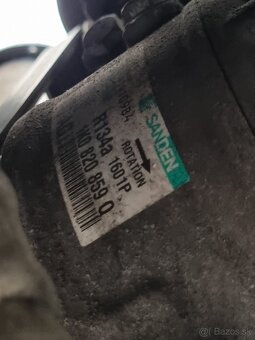 SANDEN
ROTATION
R134a 1601P
1K0 820 859 Q
Bazos.sk